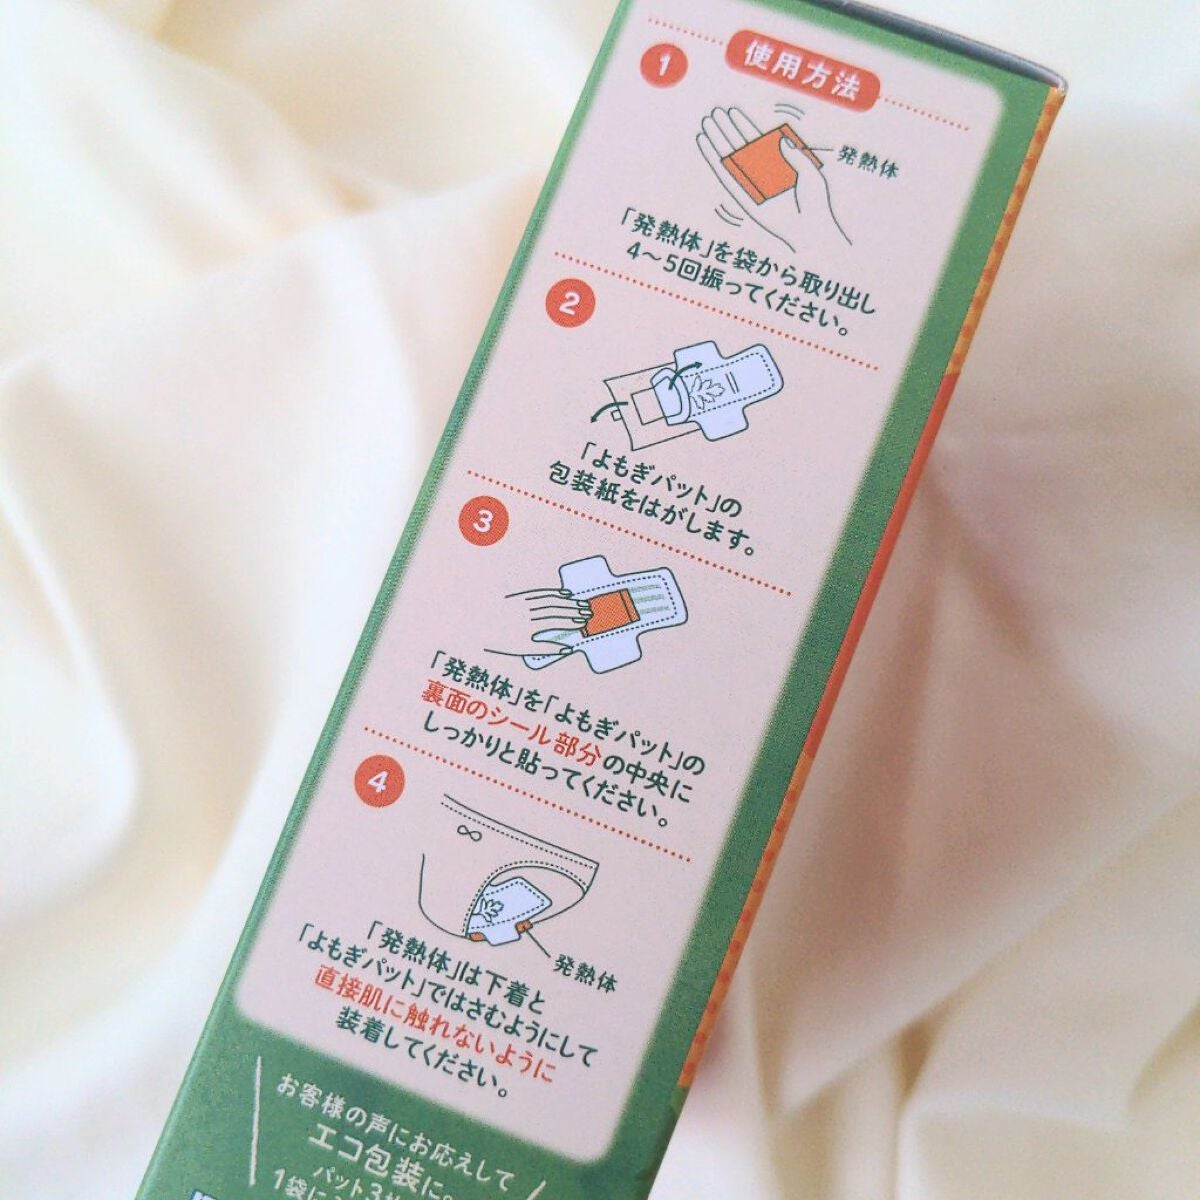 使用方法
1
発熱体
「発熱体」を袋から取り出し
4〜5回振ってください。
2
「よもぎパット」の
包装紙をはがします。
3
「発熱体」を「よもぎパット」の
裏面のシール部分の中央に
しっかりと貼ってください。
4
発熱体
「発熱体」は下着と
「よもぎパット」ではさむようにして
直接肌に触れないように
装着してください。
お客様の声にお応えして
エコ包装に。
パット3
1袋に